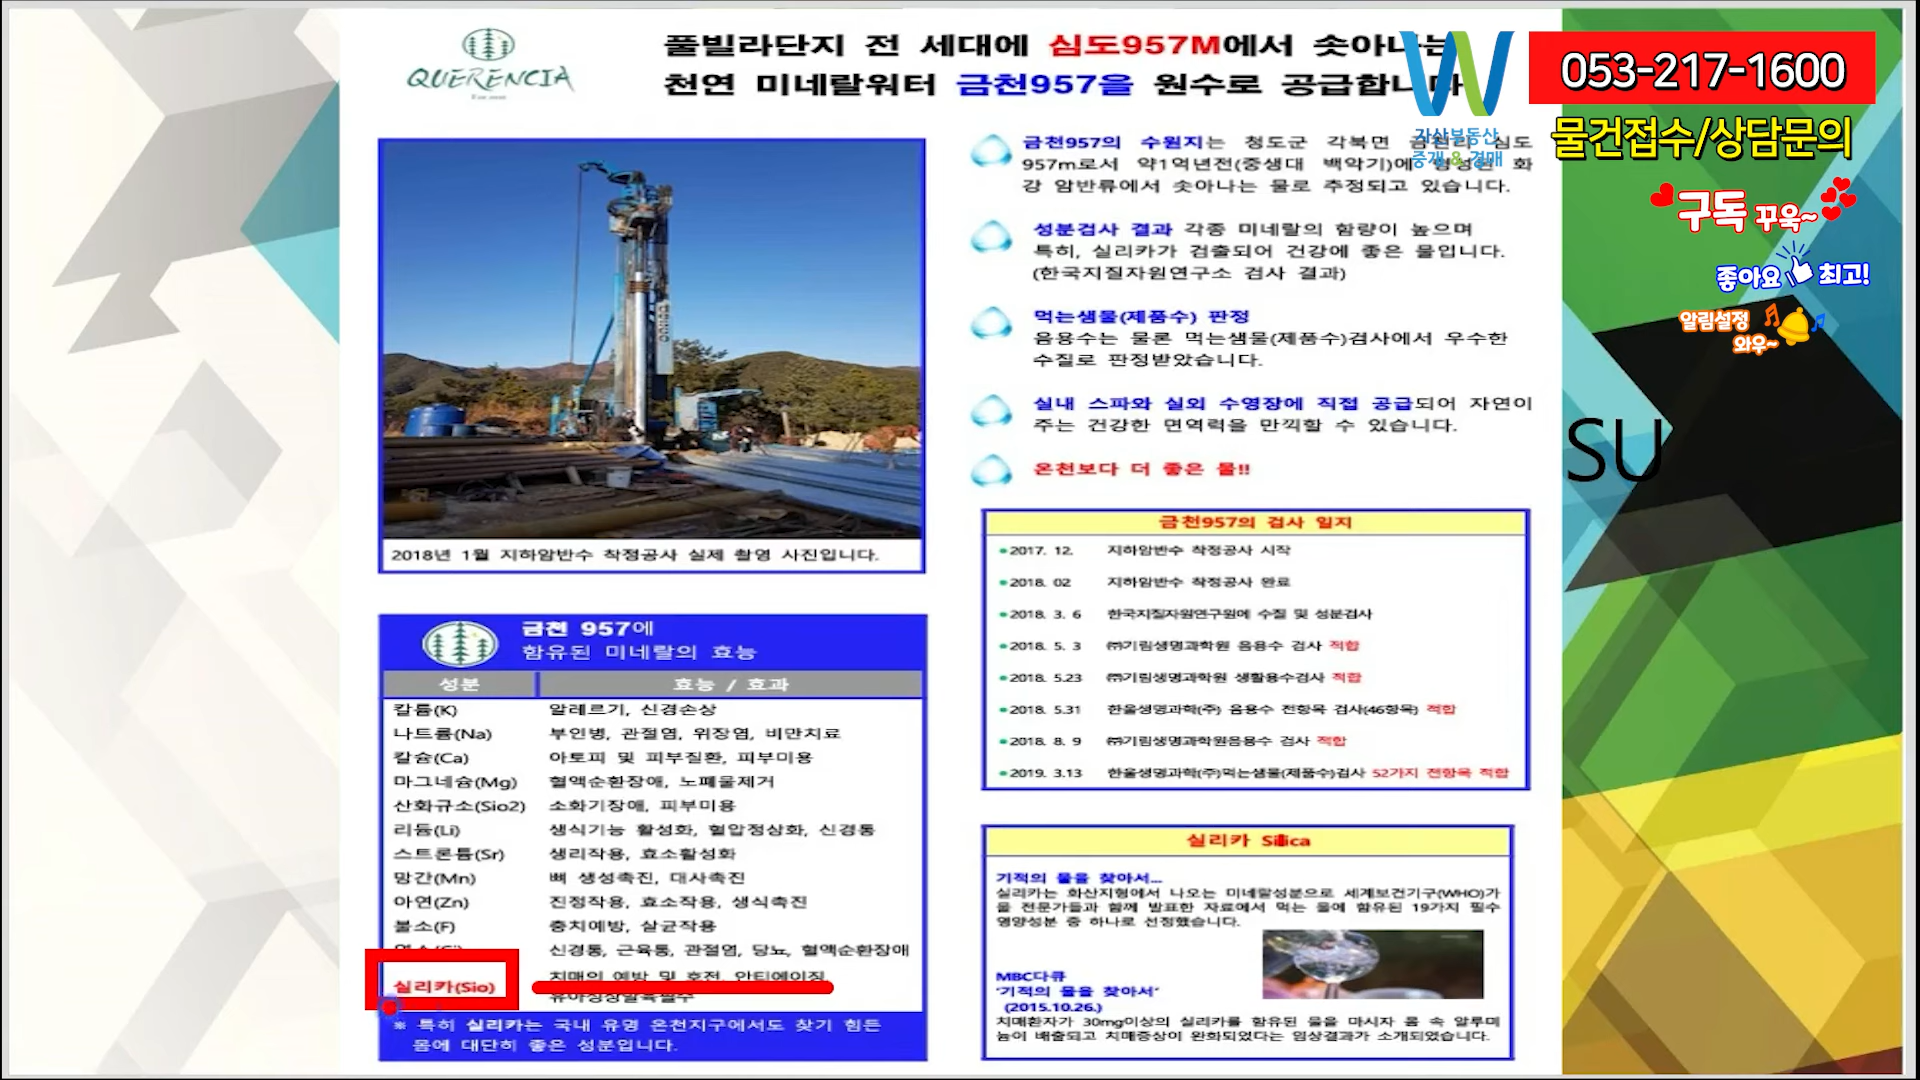 QUERENCIA
풀빌라단지 전 세대에 심도957M에서 솟아나는
천연 미네랄워터 금천957을 원수로 공급합니다
053-217-1600
물건접수/상담문의
자산부동산
중개 & 경매
구독 꾸욱~
좋아요 최고!
알림설정
와우~
SU
2018년 1월 지하암반수 착정공사 실제 촬영 사진입니다.
금천957의 수원지는 청도군 각북면 금천리 심도
957m로서 약1억년전(중생대 백악기)에 형성된 화
강 암반류에서 솟아나는 물로 추정되고 있습니다.
성분검사 결과 각종 미네랄의 함량이 높으며
특히, 실리카가 검출되어 건강에 좋은 물입니다.
(한국지질자원연구소 검사 결과)
먹는샘물(제품수) 판정
음용수는 물론 먹는샘물(제품수)검사에서 우수한
수질로 판정받았습니다.
실내 스파와 실외 수영장에 직접 공급되어 자연이
주는 건강한 면역력을 만끽할 수 있습니다.
온천보다 더 좋은 물!!
금천957의 검사 일지
2017. 12. 지하암반수 착정공사 시작
2018. 02 지하암반수 착정공사 완료
2018. 3. 6 한국지질자원연구원에 수질 및 성분검사
2018. 5. 3 ㈜기림생명과학원 음용수 검사 적합
2018. 5.23 ㈜기림생명과학원 생활용수검사 적합
2018. 5.31 한울생명과학(주) 음용수 전항목 검사(46항목) 적합
2018. 8. 9 ㈜기림생명과학원음용수 검사 적합
2019. 3.13 한울생명과학(주)먹는샘물(제품수)검사 52가지 전항목 적합
금천 957에
함유된 미네랄의 효능
성분 효능 / 효과
칼륨(K) 알레르기, 신경손상
나트륨(Na) 부인병, 관절염, 위장염, 비만치료
칼슘(Ca) 아토피 및 피부질환, 피부미용
마그네슘(Mg) 혈액순환장애, 노폐물제거
산화규소(Sio2) 소화기장애, 피부미용
리듐(Li) 생식기능 활성화, 혈압정상화, 신경통
스트론튬(Sr) 생리작용, 효소활성화
망간(Mn) 뼈 생성촉진, 대사촉진
아연(Zn) 진정작용, 효소작용, 생식촉진
불소(F) 충치예방, 살균작용
신경통, 근육통, 관절염, 당뇨, 혈액순환장애
실리카(Sio) 치매의 예방 및 호전, 안티에이징
유아성장발육필수
※ 특히 실리카는 국내 유명 온천지구에서도 찾기 힘든
몸에 대단히 좋은 성분입니다.
실리카 Silica
기적의 물을 찾아서...
실리카는 화산지형에서 나오는 미네랄성분으로 세계보건기구(WHO)가
물 전문가들과 함께 발표한 자료에서 먹는 물에 함유된 19가지 필수
영양성분 중 하나로 선정했습니다.
MBC다큐
'기적의 물을 찾아서'
(2015.10.26.)
치매환자가 30mg이상의 실리카를 함유된 물을 마시자 몸 속 알루미
늄이 배출되고 치매증상이 완화되었다는 임상결과가 소개되었습니다.